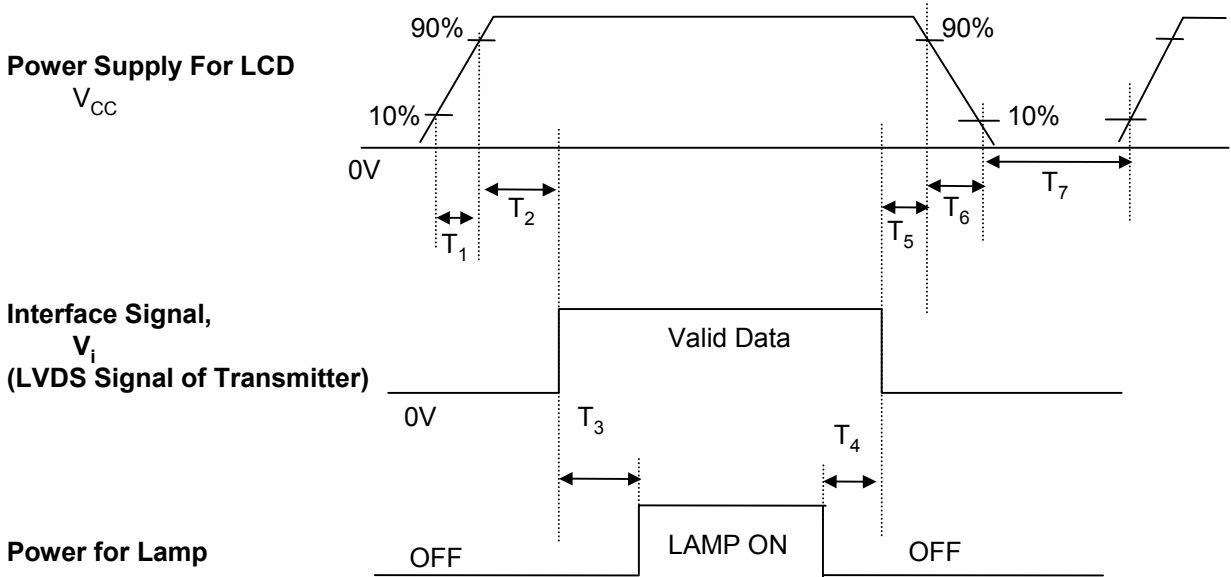 90%
90%
Power Supply For LCD
VCC
10%
10%
0V
T1
T2
T5
T6
T7
Interface Signal,
Vi
(LVDS Signal of Transmitter)
Valid Data
0V
T3
T4
Power for Lamp
OFF
LAMP ON
OFF